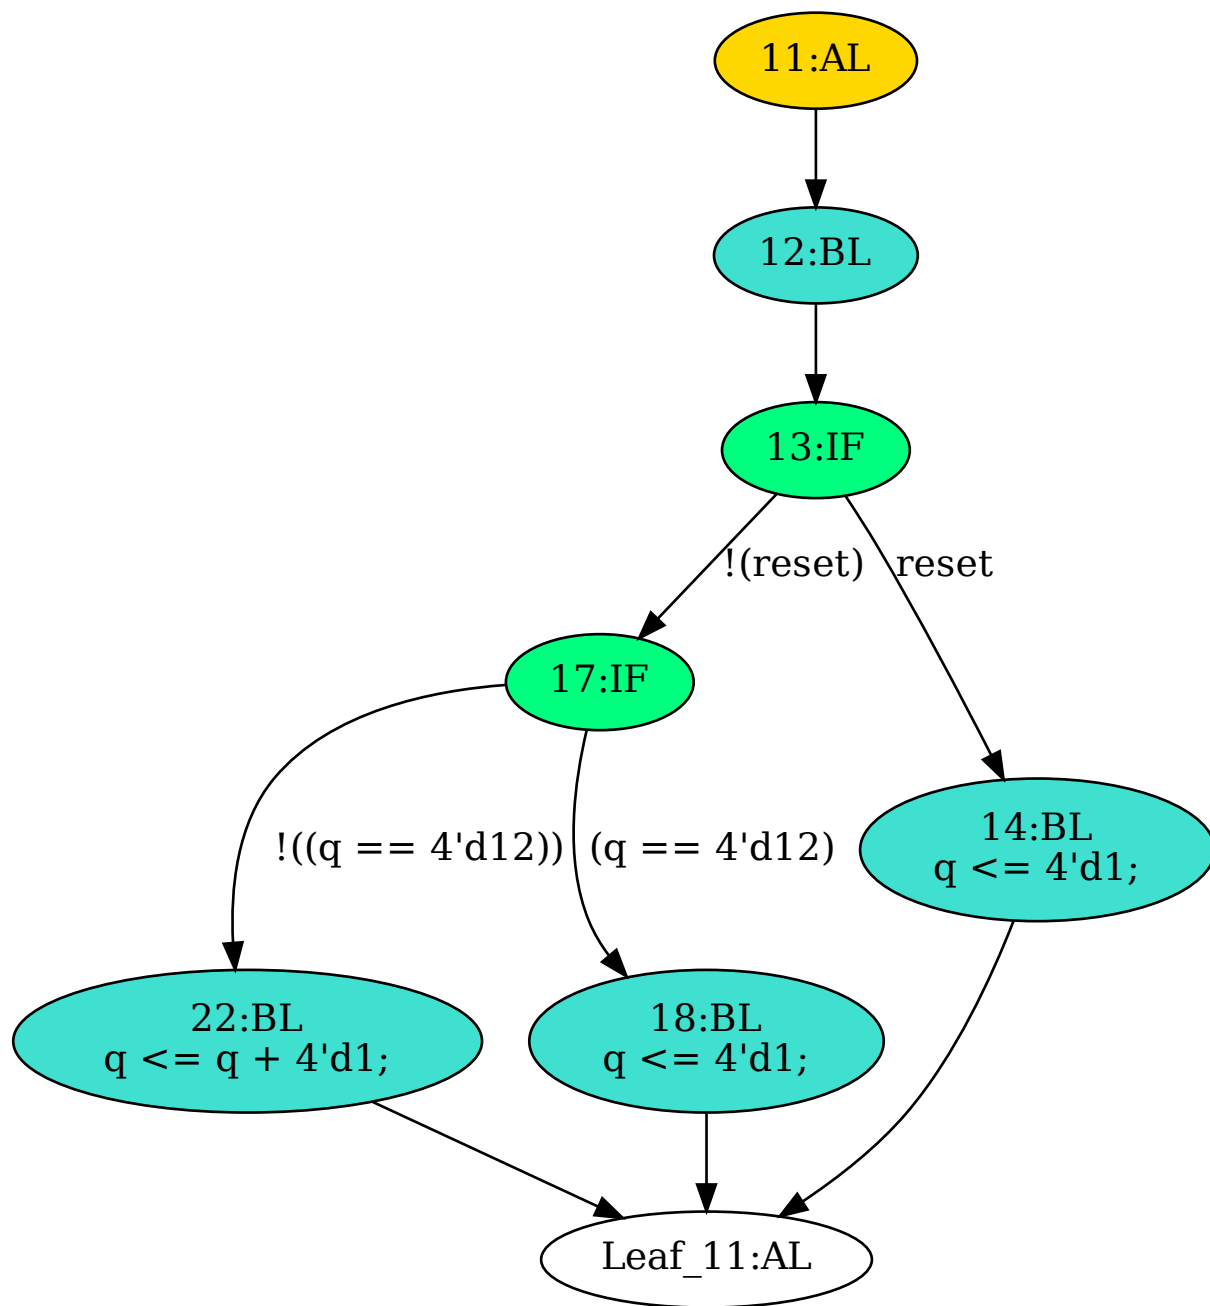 11:AL
12:BL
13:IF
!(reset)
reset
17:IF
14:BL
q <= 4'd1;
!((q == 4'd12))
(q == 4'd12)
22:BL
q <= q + 4'd1;
18:BL
q <= 4'd1;
Leaf_11:AL